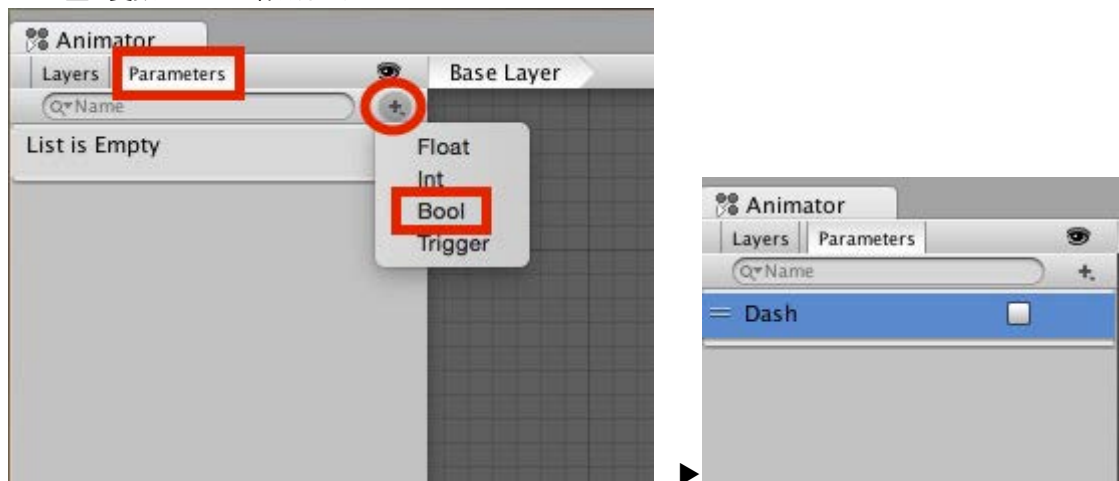 Animator
Layers Parameters
Base Layer
Name
List is Empty
Float
Int
Bool
Trigger
▶
Animator
Layers Parameters
Name
Dash